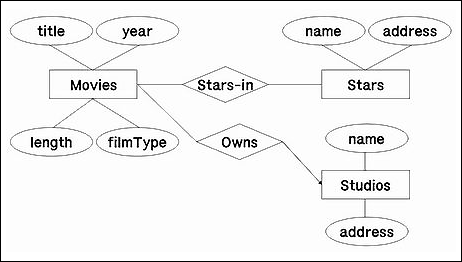 title year name address
Movies Stars-in Stars
length filmType Owns name
Studios
address